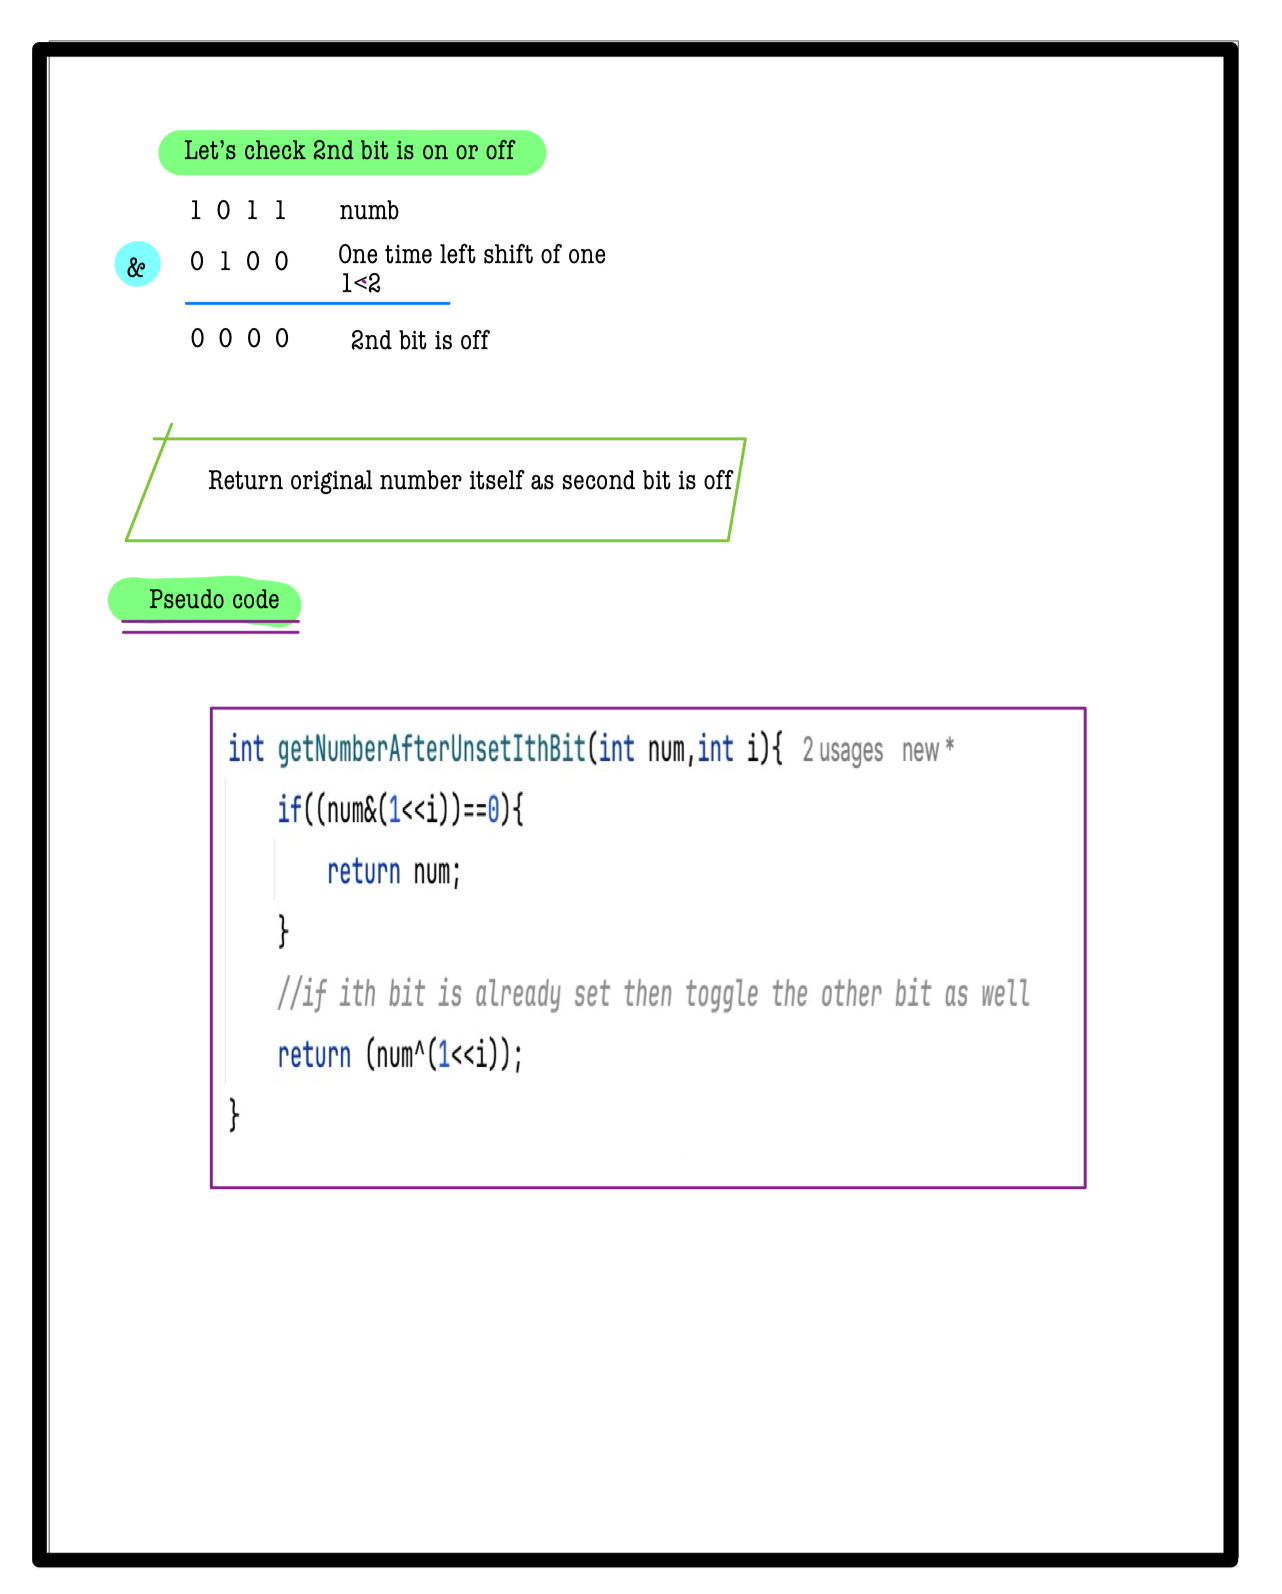 Let's check 2nd bit is on or off
1 0 1 1 numb
& 0 1 0 0 One time left shift of one
1<2
0 0 0 0 2nd bit is off
Return original number itself as second bit is off
Pseudo code
int getNumberAfterUnsetIthBit(int num,int i){ 2 usages new *
if((num&(1<<i))==0){
return num;
}
//if ith bit is already set then toggle the other bit as well
return (num^(1<<i));
}